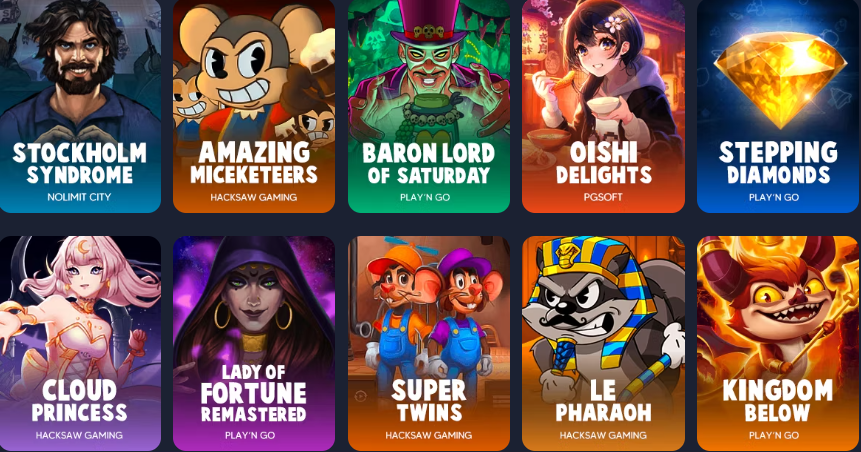 STOCKHOLM
SYNDROME
NOLIMIT CITY
AMAZING
MICEKETEERS
HACKSAW GAMING
BARON LORD
OF SATURDAY
PLAY'N GO
OISHI
DELIGHTS
PGSOFT
STEPPING
DIAMONDS
PLAY'N GO
CLOUD
PRINCESS
HACKSAW GAMING
LADY OF
FORTUNE
REMASTERED
PLAY'N GO
SUPER
TWINS
HACKSAW GAMING
LE
PHARAOH
HACKSAW GAMING
KINGDOM
BELOW
PLAY'N GO